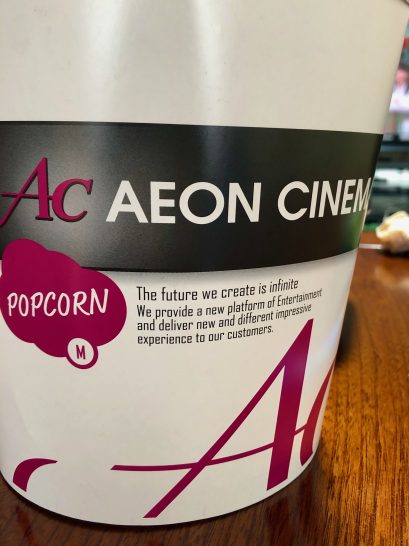 Ac AEON CINEM
POPCORN
M
The future we create is infinite
We provide a new platform of Entertainment
and deliver new and different impressive
experience to our customers.
Ac